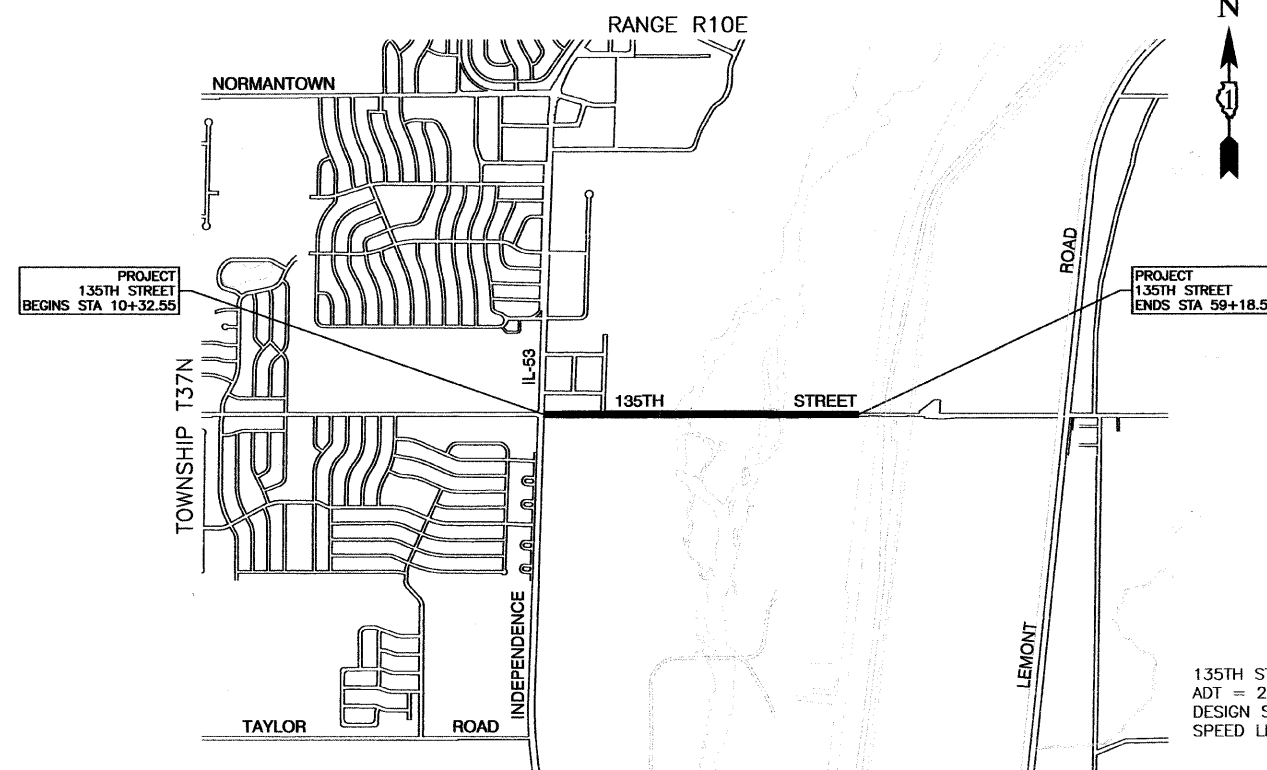 RANGE R10E
N
NORMANTOWN
1
ROAD
PROJECT
135TH STREET
BEGINS STA 10+32.55
PROJECT
135TH STREET
ENDS STA 59+18.5
IL-53
TOWNSHIP T37N
135TH STREET
INDEPENDENCE
LEMONT
135TH
ADT = 2
DESIGN
SPEED
TAYLOR ROAD